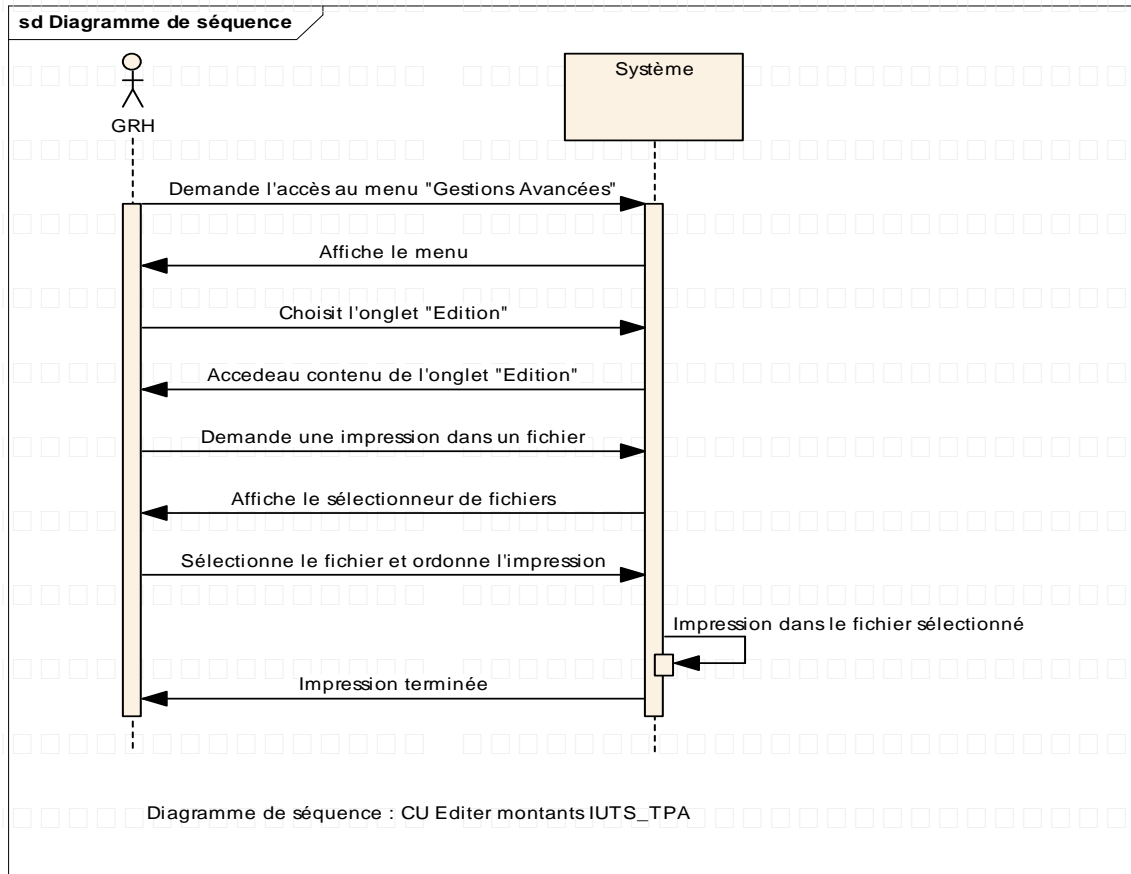 sd Diagramme de séquence
Système
GRH
Demande l'accès au menu "Gestions Avancées"
Affiche le menu
Choisit l'onglet "Edition"
Accedeau contenu de l'onglet "Edition"
Demande une impression dans un fichier
Affiche le sélectionneur de fichiers
Sélectionne le fichier et ordonne l'impression
Impression dans le fichier sélectionné
Impression terminée
Diagramme de séquence : CU Editer montants IUTS_TPA